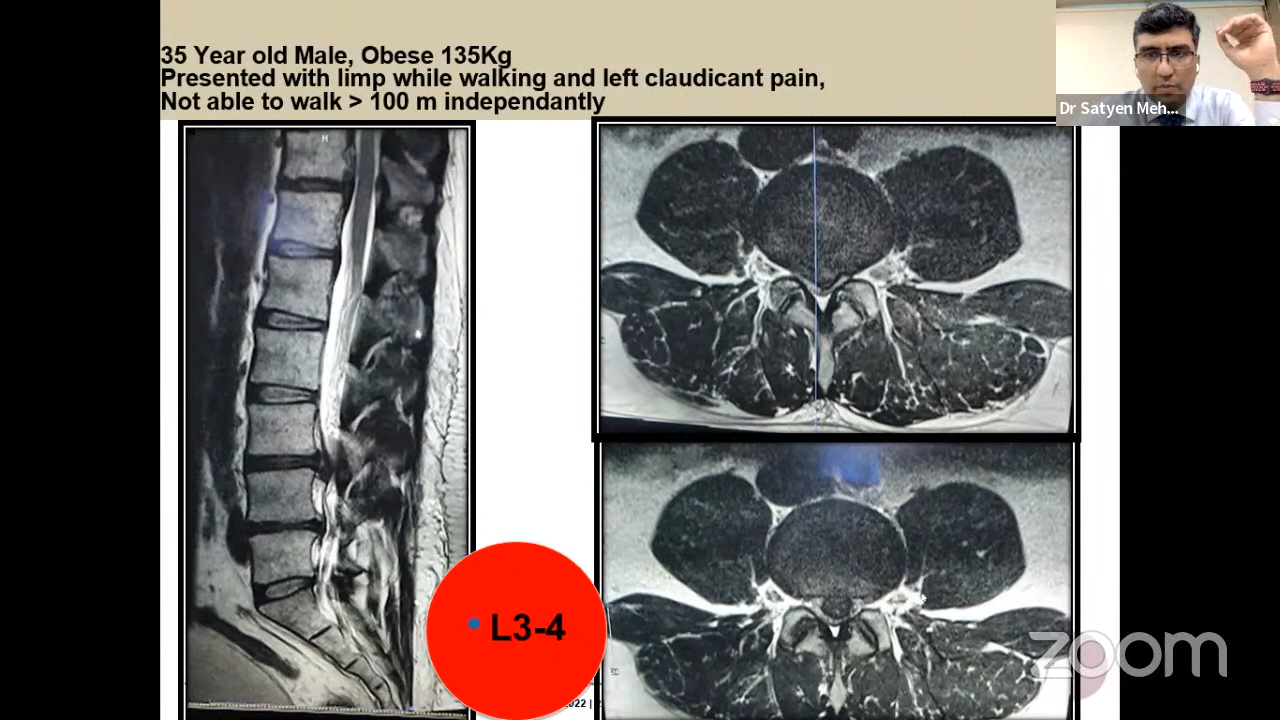 35 Year old Male, Obese 135Kg
Presented with limp while walking and left claudicant pain,
Not able to walk > 100 m independantly
Dr Satyen Meh...
H
• L3-4
zoom
2022 |